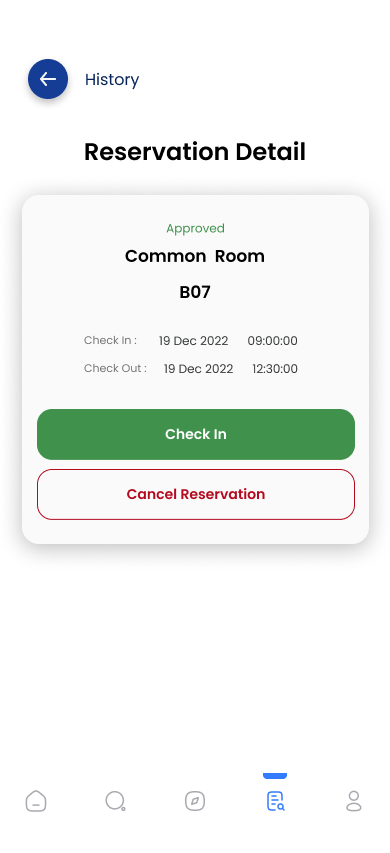 History
Reservation Detail
Approved
Common Room
B07
Check In : 19 Dec 2022 09:00:00
Check Out : 19 Dec 2022 12:30:00
Check In
Cancel Reservation